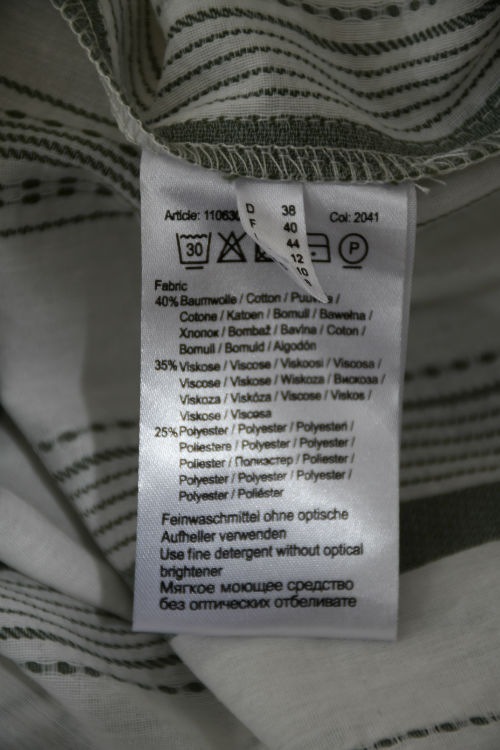 D 38
F 40
44
12
10
Article: 11063 Col: 2041
30 P
Fabric
40% Baumwolle / Cotton / /
Cotone / Katoen / Bomull / Bawełna /
Хлопок / Bombaž / Bavlna / Coton /
Bomull / Bomuld / Algodón
35% Viskose / Viscose / Viskoosi / Viscosa /
Viscose / Viskose / Wiskoza / Вискоза /
Viskoza / Viskóza / Viscose / Viskos /
Viskose / Viscosa
25% Polyester / Polyester / Polyesteri /
Poliestere / Polyester / Polyester /
Poliester / Полиэстер / Poliester /
Polyester / Polyester / Polyester /
Polyester / Poliéster
Feinwaschmittel ohne optische
Aufheller verwenden
Use fine detergent without optical
brightener
Мягкое моющее средство
без оптических отбеливате